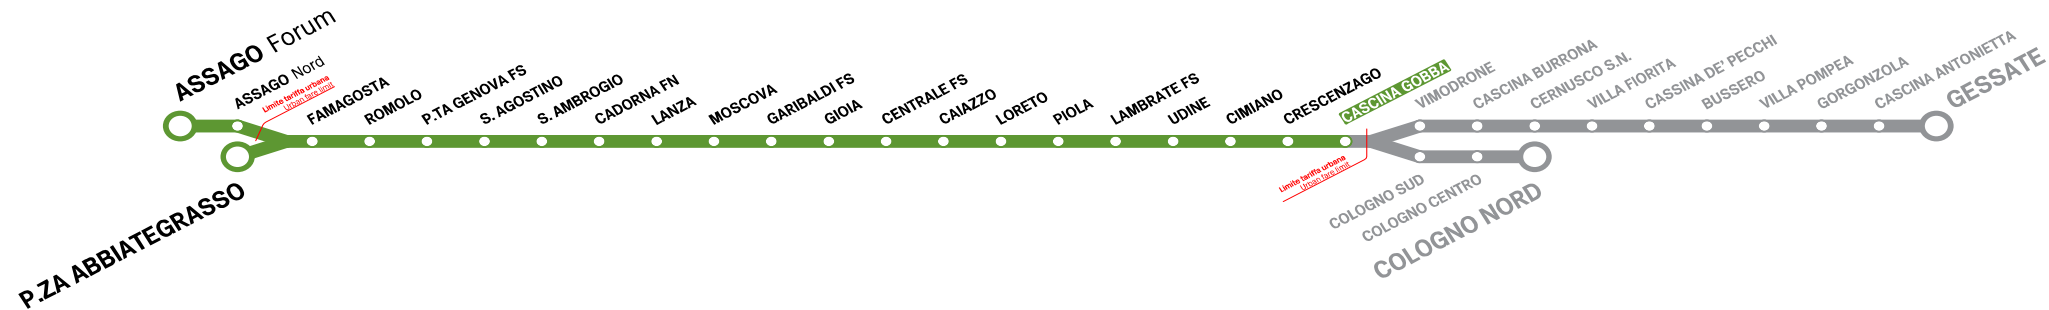 ASSAGO Forum
ASSAGO Nord
Limite tariffa urbana
Urban fare limit
FAMAGOSTA
ROMOLO
P.TA GENOVA FS
S. AGOSTINO
S. AMBROGIO
CADORNA FN
LANZA
MOSCOVA
GARIBALDI FS
GIOIA
CENTRALE FS
CAIAZZO
LORETO
PIOLA
LAMBRATE FS
UDINE
CIMIANO
CRESCENZAGO
CASCINA GOBBA
VIMODRONE
CASCINA BURRONA
CERNUSCO S.N.
VILLA FIORITA
CASSINA DE' PECCHI
BUSSERO
VILLA POMPEA
GORGONZOLA
CASCINA ANTONIETTA
GESSATE
P.ZA ABBIATEGRASSO
Limite tariffa urbana
Urban fare limit
COLOGNO SUD
COLOGNO CENTRO
COLOGNO NORD